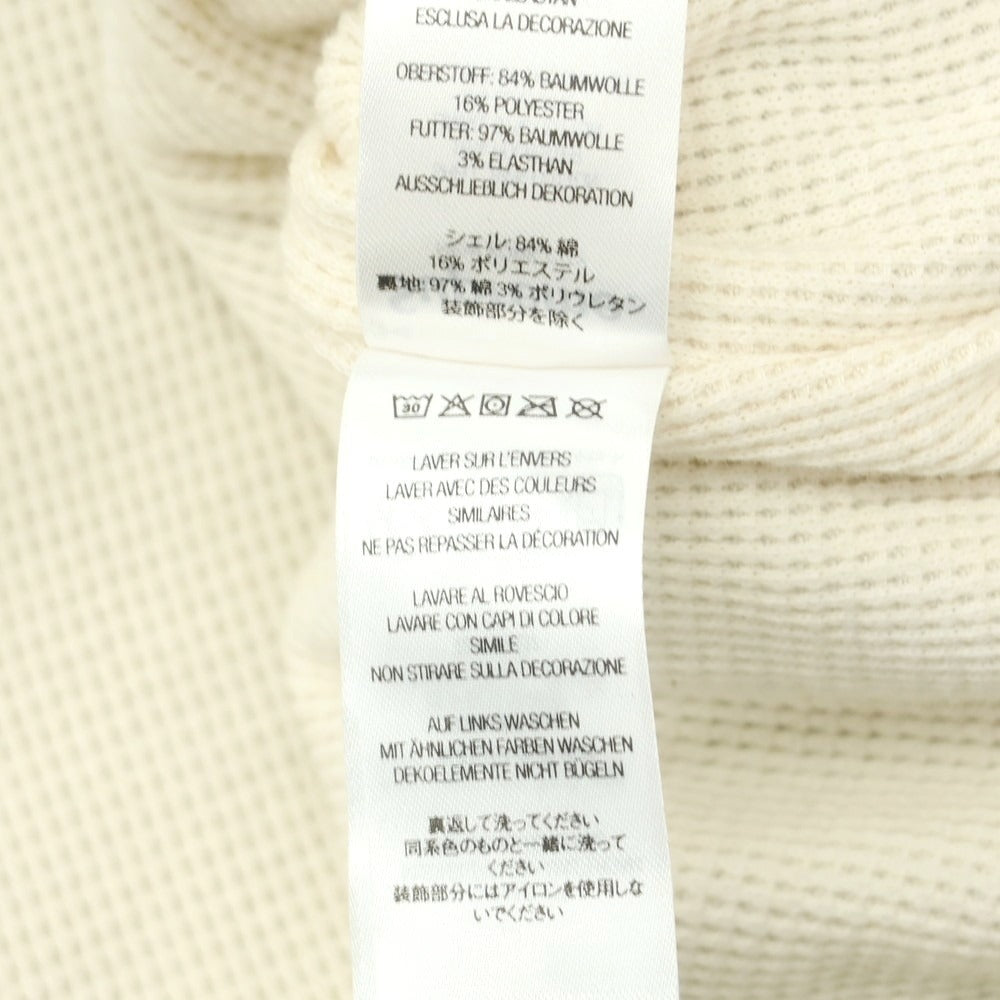 ESCLUSA LA DECORAZIONE
OBERSTOFF: 84% BAUMWOLLE
16% POLYESTER
FUTTER: 97% BAUMWOLLE
3% ELASTHAN
AUSSCHLIEBLICH DEKORATION
シェル: 84% 綿
16% ポリエステル
裏地: 97% 綿 3% ポリウレタン
装飾部分を除く
30
LAVER SUR L'ENVERS
LAVER AVEC DES COULEURS
SIMILAIRES
NE PAS REPASSER LA DÉCORATION
LAVARE AL ROVESCIO
LAVARE CON CAPI DI COLORE
SIMILE
NON STIRARE SULLA DECORAZIONE
AUF LINKS WASCHEN
MIT ÄHNLICHEN FARBEN WASCHEN
DEKOELEMENTE NICHT BÜGELN
裏返して洗ってください
同系色のものと一緒に洗って
ください
装飾部分にはアイロンを使用しな
いでください